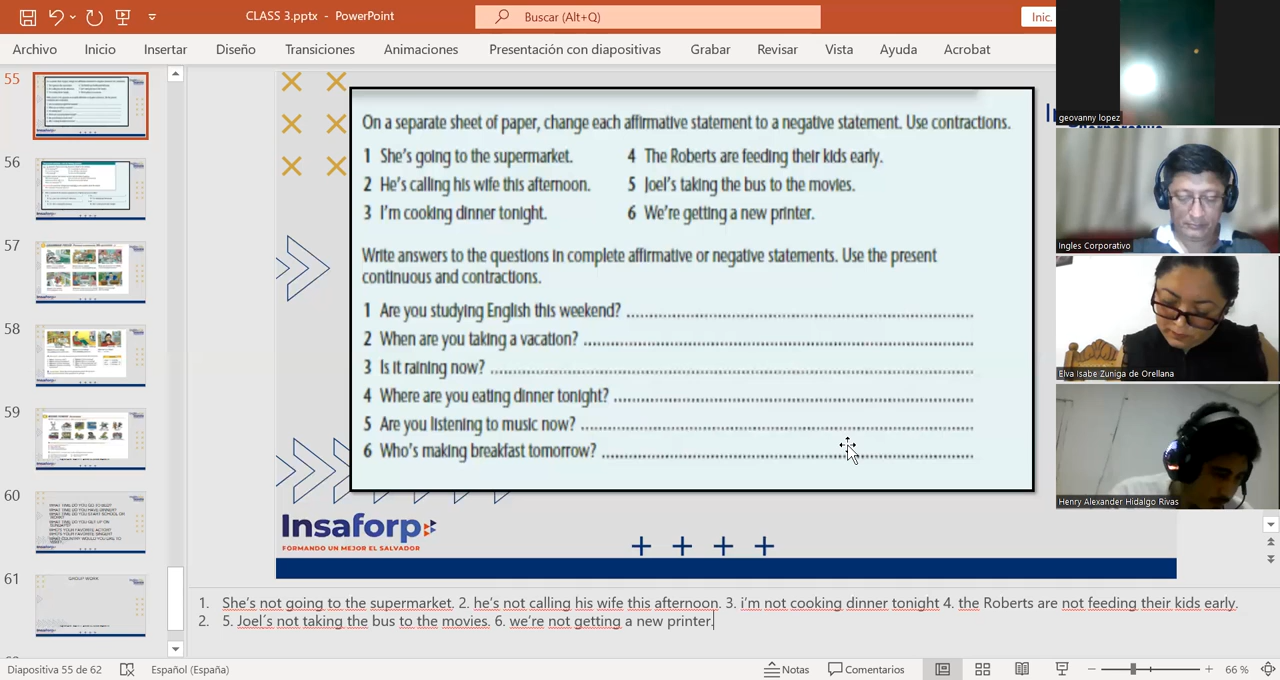 CLASS 3.pptx - PowerPoint
Buscar (Alt+Q)
Inic.
Archivo Inicio Insertar Diseño Transiciones Animaciones Presentación con diapositivas Grabar Revisar Vista Ayuda Acrobat
55
56
57
58
59
60
61
On a separate sheet of paper, change each affirmative statement to a negative statement. Use contractions.
1 She's going to the supermarket.
2 He's calling his wife this afternoon.
3 I'm cooking dinner tonight.
4 The Roberts are feeding their kids early.
5 Joel's taking the bus to the movies.
6 We're getting a new printer.
Write answers to the questions in complete affirmative or negative statements. Use the present
continuous and contractions.
1 Are you studying English this weekend?
2 When are you taking a vacation?
3 Is it raining now?
4 Where are you eating dinner tonight?
5 Are you listening to music now?
6 Who's making breakfast tomorrow?
Insaforp
FORMANDO UN MEJOR EL SALVADOR
geovanny lopez
Ingles Corporativo
Elva Isabe Zuniga de Orellana
Henry Alexander Hidalgo Rivas
1. She's not going to the supermarket. 2. he's not calling his wife this afternoon. 3. i'm not cooking dinner tonight 4. the Roberts are not feeding their kids early.
2. 5. Joel´s not taking the bus to the movies. 6. we're not getting a new printer.
Diapositiva 55 de 62
Español (España)
Notas
Comentarios
66 %